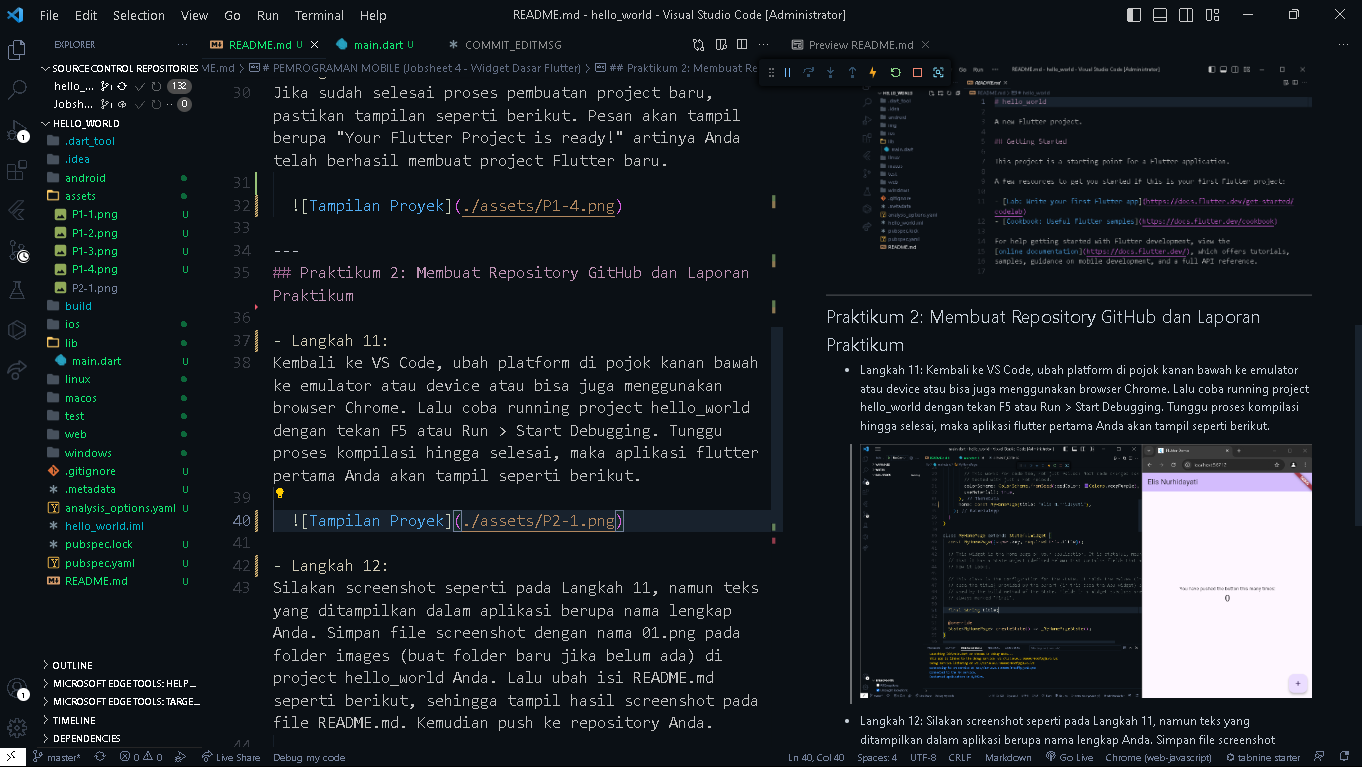 File Edit Selection View Go Run Terminal Help
README.md - hello_world - Visual Studio Code [Administrator]
EXPLORER
README.md U
main.dart U
COMMIT_EDITMSG
Preview README.md
SOURCE CONTROL REPOSITORIES
hello_... 132
Jobsh... 0
HELLO_WORLD
.dart_tool
.idea
android
assets
P1-1.png U
P1-2.png U
P1-3.png U
P1-4.png U
P2-1.png
build
ios
lib
main.dart U
linux
macos
test
web
windows
.gitignore U
.metadata U
analysis_options.yaml U
hello_world.iml
pubspec.lock U
pubspec.yaml U
README.md U
OUTLINE
MICROSOFT EDGE TOOLS: HELP ...
MICROSOFT EDGE TOOLS: TARGE...
TIMELINE
DEPENDENCIES
ME.md > # PEMROGRAMAN MOBILE (Jobsheet 4 - Widget Dasar Flutter) > ## Praktikum 2: Membuat Re
30 Jika sudah selesai proses pembuatan project baru,
pastikan tampilan seperti berikut. Pesan akan tampil
berupa "Your Flutter Project is ready!" artinya Anda
telah berhasil membuat project Flutter baru.
31
32 ![Tampilan Proyek](./assets/P1-4.png)
33
34 ---
35 ## Praktikum 2: Membuat Repository GitHub dan Laporan
Praktikum
36
37 - Langkah 11:
38 Kembali ke VS Code, ubah platform di pojok kanan bawah
ke emulator atau device atau bisa juga menggunakan
browser Chrome. Lalu coba running project hello_world
dengan tekan F5 atau Run > Start Debugging. Tunggu
proses kompilasi hingga selesai, maka aplikasi flutter
pertama Anda akan tampil seperti berikut.
39
40 ![Tampilan Proyek](./assets/P2-1.png)
41
42 - Langkah 12:
43 Silakan screenshot seperti pada Langkah 11, namun teks
yang ditampilkan dalam aplikasi berupa nama lengkap
Anda. Simpan file screenshot dengan nama 01.png pada
folder images (buat folder baru jika belum ada) di
project hello_world Anda. Lalu ubah isi README.md
seperti berikut, sehingga tampil hasil screenshot pada
file README.md. Kemudian push ke repository Anda.
44
Go Run README.md - hello_world - Visual Studio Code [Administrator]
HELLO_WORLD
1 # hello_world
A new Flutter project.
## Getting Started
This project is a starting point for a Flutter application.
A few resources to get you started if this is your first Flutter project:
- [Lab: Write your first Flutter app](https://docs.flutter.dev/get-started/
codelab)
- [Cookbook: Useful Flutter samples](https://docs.flutter.dev/cookbook)
For help getting started with Flutter development, view the
[online documentation](https://docs.flutter.dev/), which offers tutorials,
samples, guidance on mobile development, and a full API reference.
Praktikum 2: Membuat Repository GitHub dan Laporan
Praktikum
• Langkah 11: Kembali ke VS Code, ubah platform di pojok kanan bawah ke emulator
atau device atau bisa juga menggunakan browser Chrome. Lalu coba running project
hello_world dengan tekan F5 atau Run > Start Debugging. Tunggu proses kompilasi
hingga selesai, maka aplikasi flutter pertama Anda akan tampil seperti berikut.
Elis Nurhidayati
You have pushed the button this many times:
0
• Langkah 12: Silakan screenshot seperti pada Langkah 11, namun teks yang
ditampilkan dalam aplikasi berupa nama lengkap Anda. Simpan file screenshot
master* 0 0 Live Share Debug my code
Ln 40, Col 40 Spaces: 4 UTF-8 CRLF Markdown Go Live Chrome (web-javascript) tabnine starter